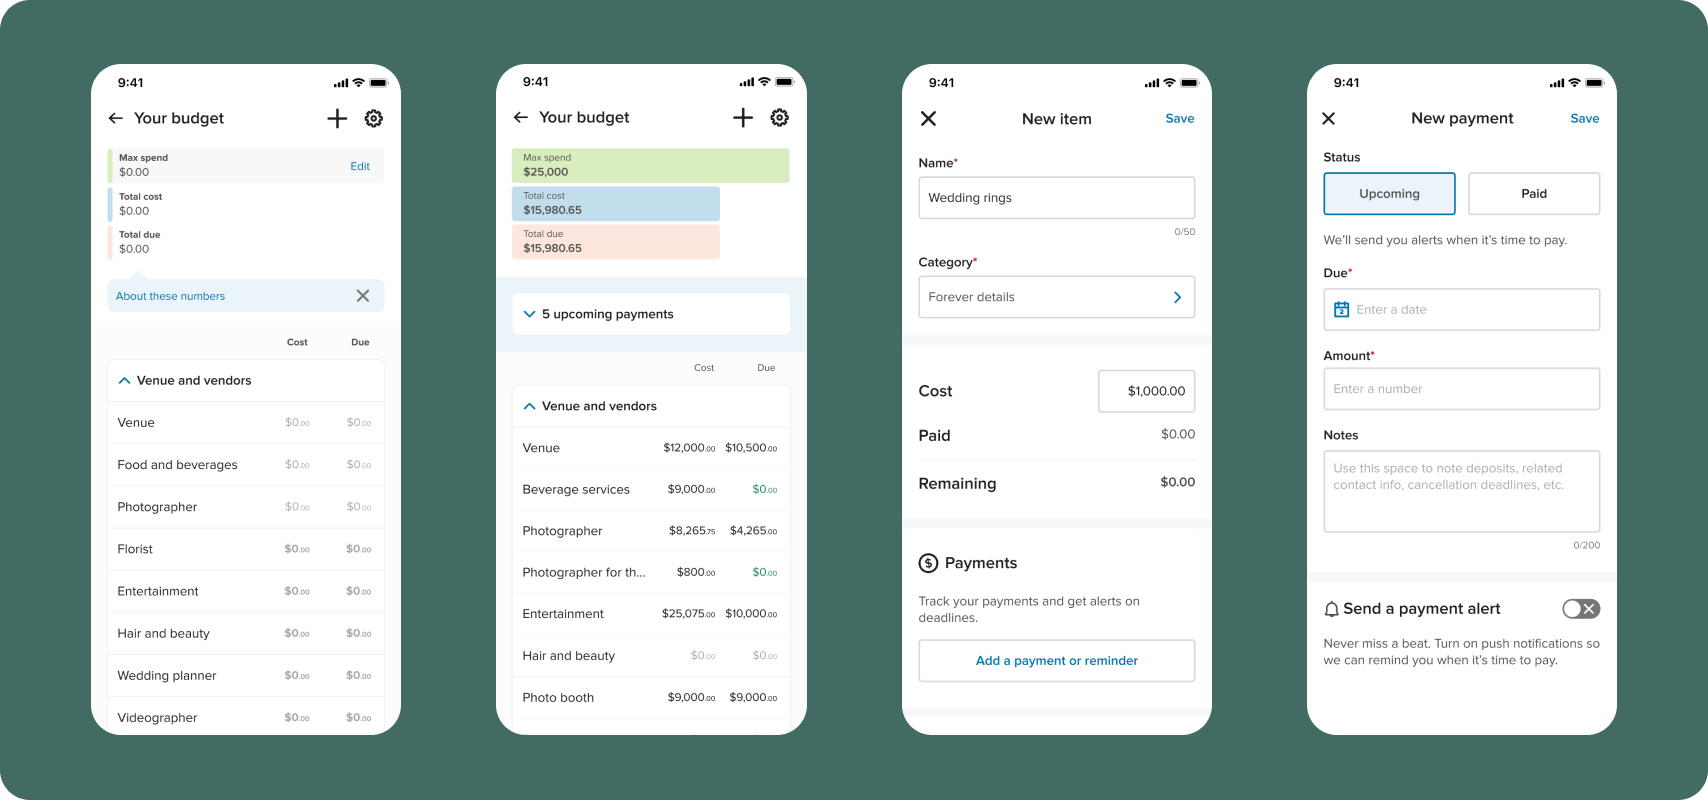 9:41
Your budget
Max spend
$0.00
Edit
Total cost
$0.00
Total due
$0.00
About these numbers
Cost Due
Venue and vendors
Venue $0.00 $0.00
Food and beverages $0.00 $0.00
Photographer $0.00 $0.00
Florist $0.00 $0.00
Entertainment $0.00 $0.00
Hair and beauty $0.00 $0.00
Wedding planner $0.00 $0.00
Videographer $0.00 $0.00
9:41
Your budget
Max spend
$25,000
Total cost
$15,980.65
Total due
$15,980.65
5 upcoming payments
Cost Due
Venue and vendors
Venue $12,000.00 $10,500.00
Beverage services $9,000.00 $0.00
Photographer $8,265.75 $4,265.00
Photographer for th... $800.00 $0.00
Entertainment $25,075.00 $10,000.00
Hair and beauty $0.00 $0.00
Photo booth $9,000.00 $9,000.00
9:41
New item
Save
Name*
Wedding rings
0/50
Category*
Forever details
Cost $1,000.00
Paid $0.00
Remaining $0.00
$ Payments
Track your payments and get alerts on
deadlines.
Add a payment or reminder
9:41
New payment
Save
Status
Upcoming Paid
We'll send you alerts when it's time to pay.
Due*
2 Enter a date
Amount*
Enter a number
Notes
Use this space to note deposits, related
contact info, cancellation deadlines, etc.
0/200
Send a payment alert
Never miss a beat. Turn on push notifications so
we can remind you when it's time to pay.